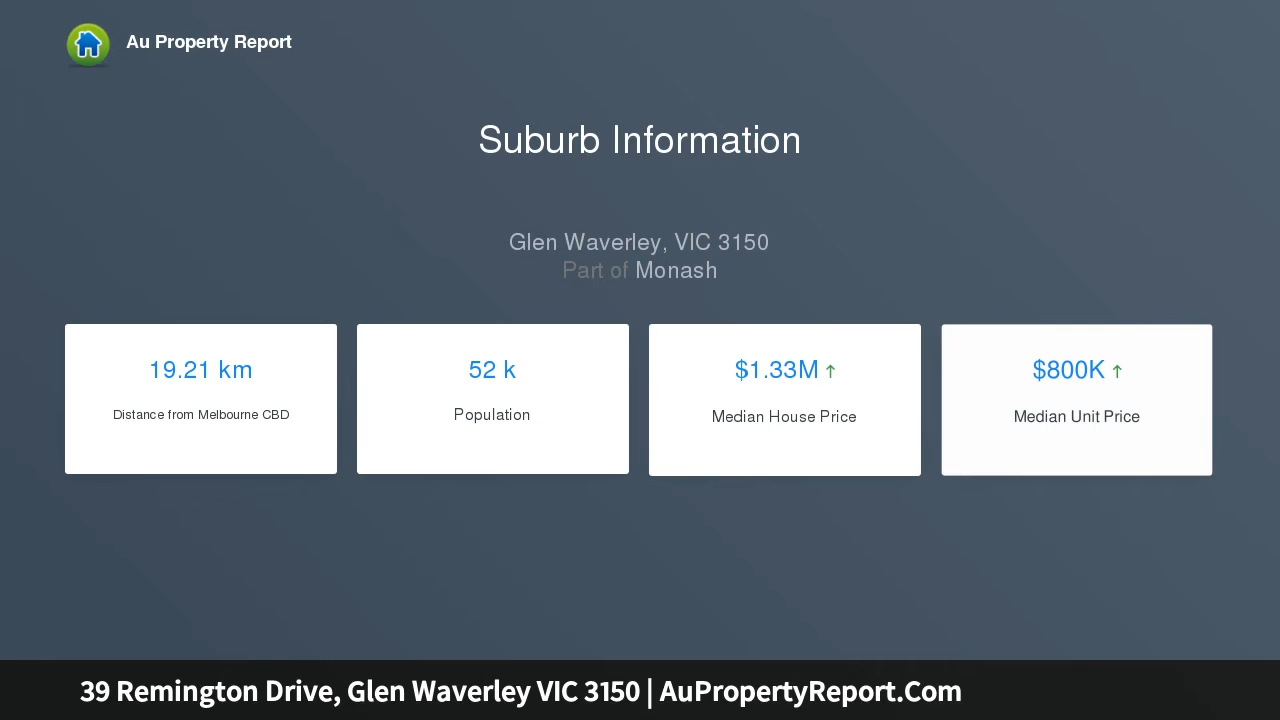 Au Property Report
Suburb Information
Glen Waverley, VIC 3150
Part of Monash
19.21 km
Distance from Melbourne CBD
52 k
Population
$1.33M ↑
Median House Price
$800K ↑
Median Unit Price
39 Remington Drive, Glen Waverley VIC 3150 | AuPropertyReport.Com